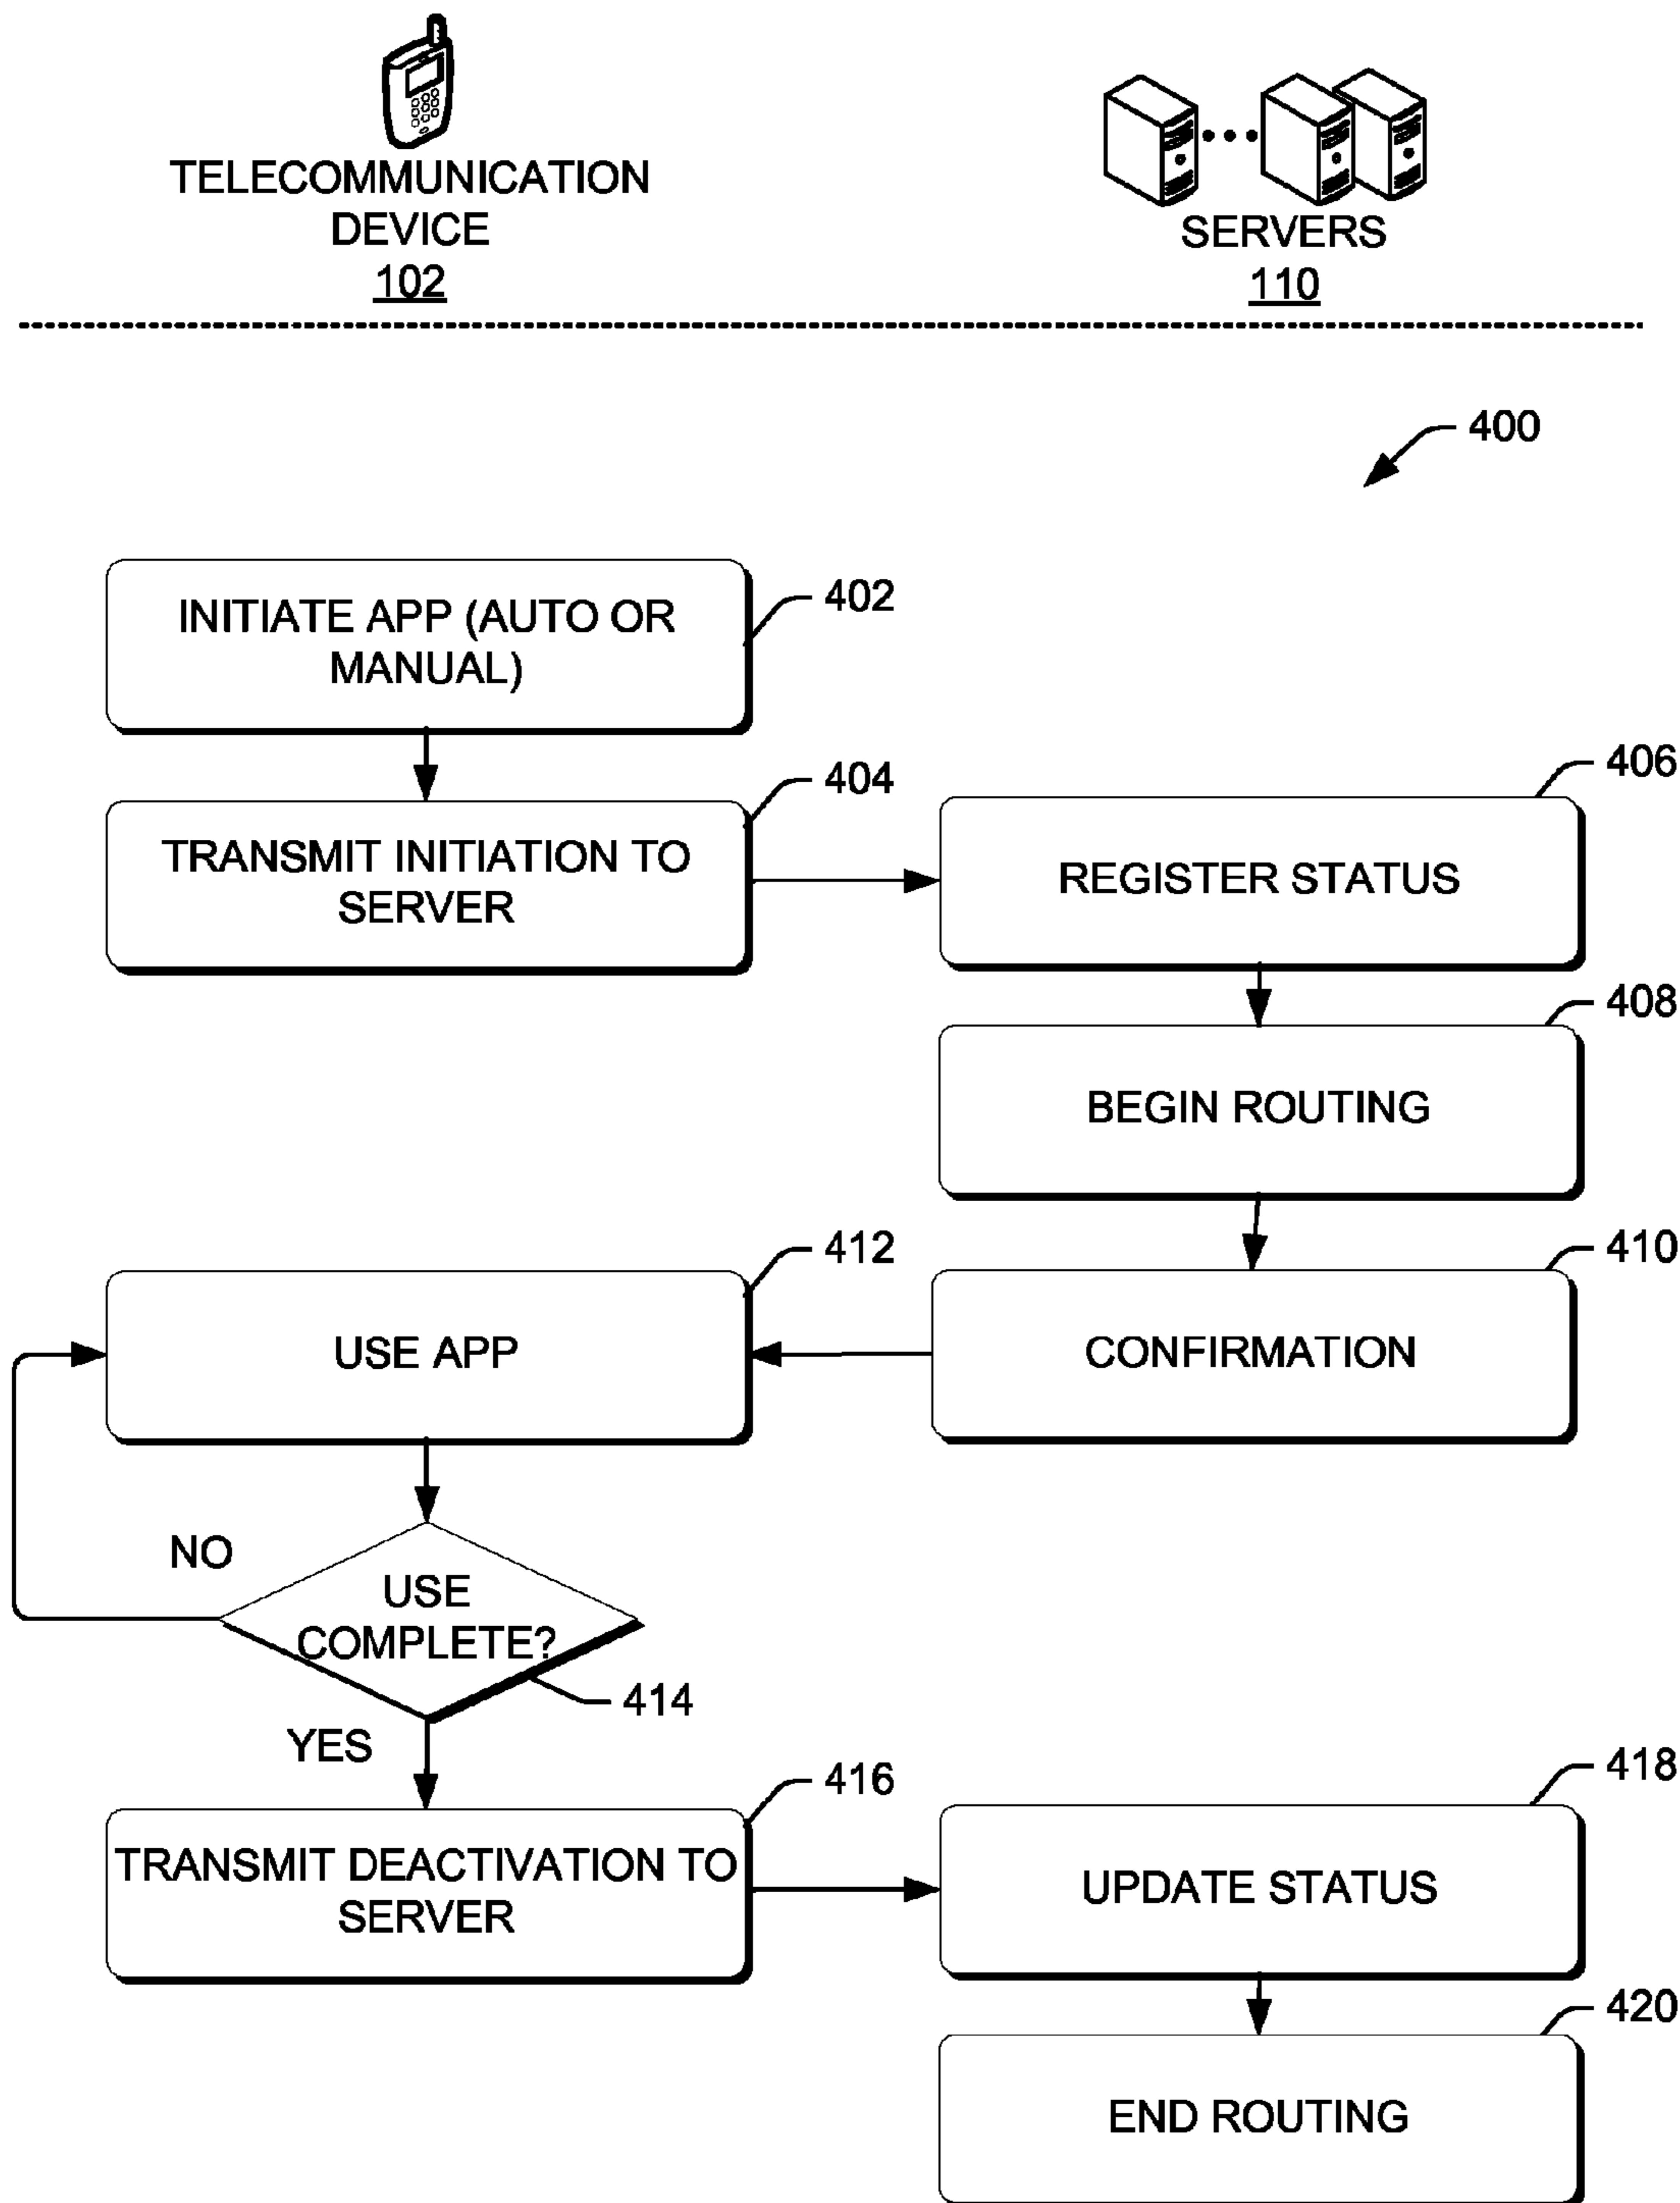 TELECOMMUNICATION
DEVICE
102
SERVERS
110
400
INITIATE APP (AUTO OR
MANUAL)
402
TRANSMIT INITIATION TO
SERVER
404
REGISTER STATUS
406
BEGIN ROUTING
408
CONFIRMATION
410
USE APP
412
NO
USE
COMPLETE?
414
YES
TRANSMIT DEACTIVATION TO
SERVER
416
UPDATE STATUS
418
END ROUTING
420